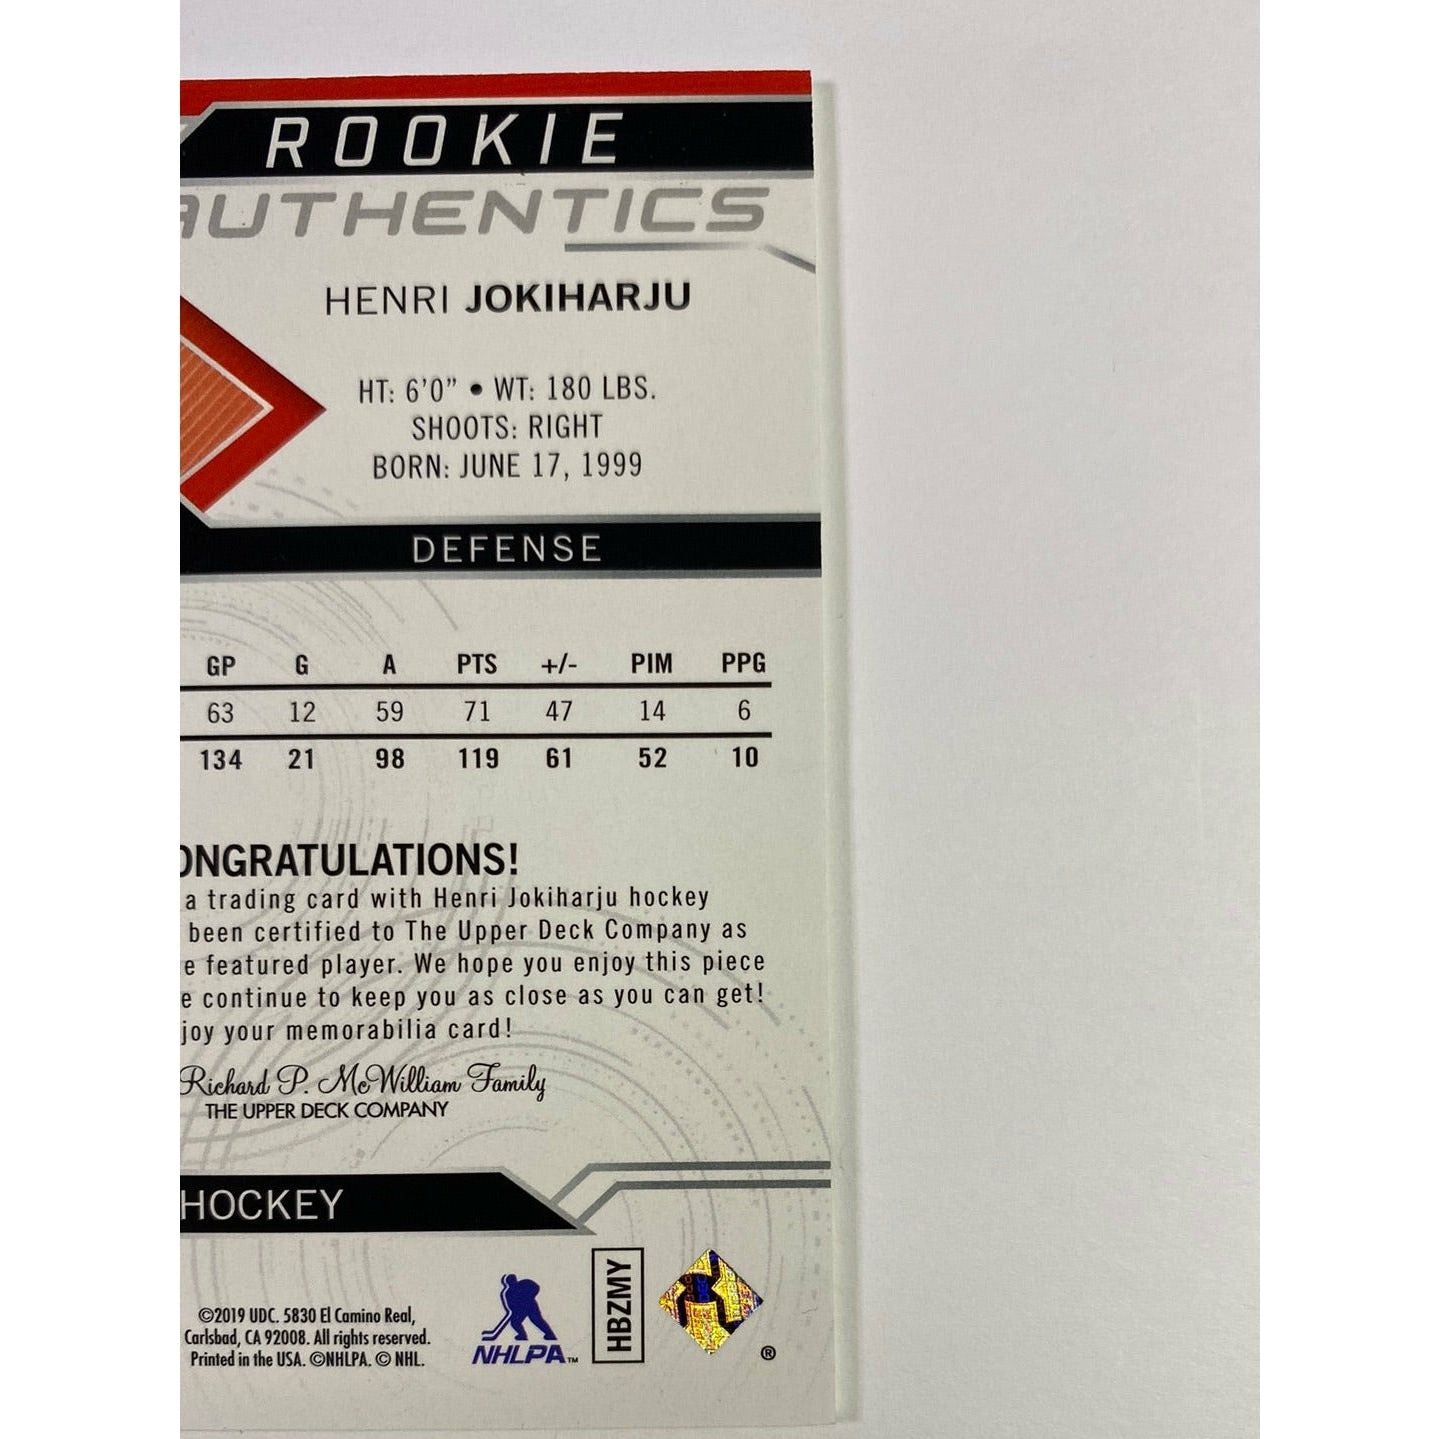 ROOKIE
AUTHENTICS
HENRI JOKIHARJU
HT: 6'0" • WT: 180 LBS.
SHOOTS: RIGHT
BORN: JUNE 17, 1999
DEFENSE
GP G A PTS +/- PIM PPG
63 12 59 71 47 14 6
134 21 98 119 61 52 10
ONGRATULATIONS!
a trading card with Henri Jokiharju hockey
been certified to The Upper Deck Company as
e featured player. We hope you enjoy this piece
e continue to keep you as close as you can get!
joy your memorabilia card!
Richard P. McWilliam Family
THE UPPER DECK COMPANY
HOCKEY
©2019 UDC. 5830 El Camino Real,
Carlsbad, CA 92008. All rights reserved.
Printed in the USA. ©NHLPA. © NHL.
NHLPA™
HBZMY
®